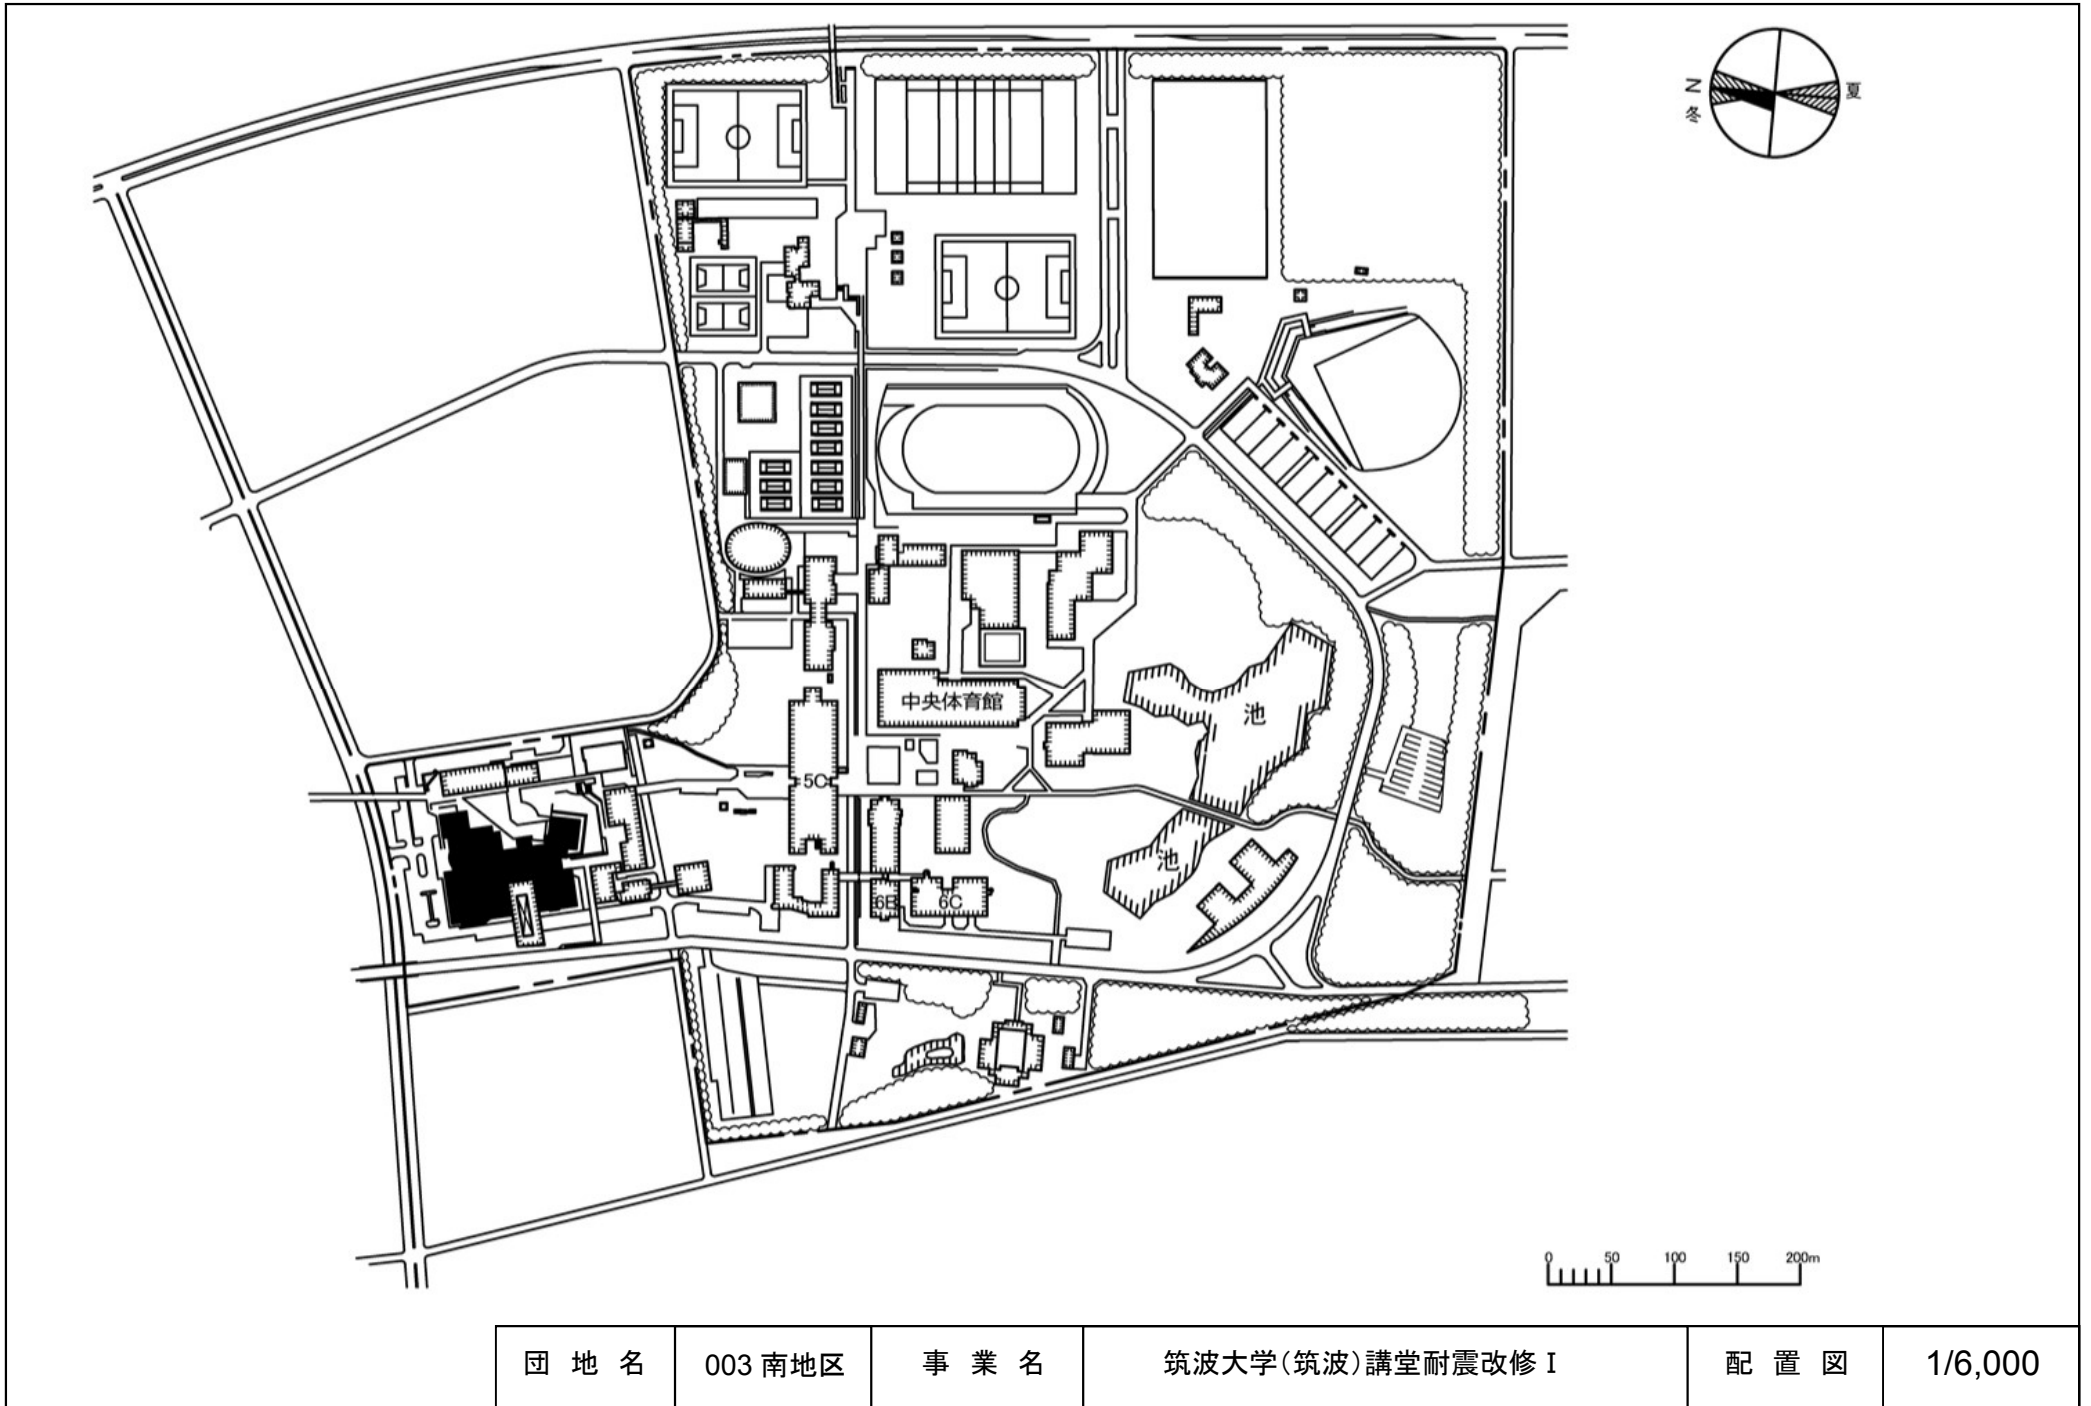 N
冬
夏
中央体育館
池
5C
池
6B
6C
0 50 100 150 200m
団地名 003 南地区 事業名 筑波大学(筑波)講堂耐震改修Ⅰ 配置図 1/6,000